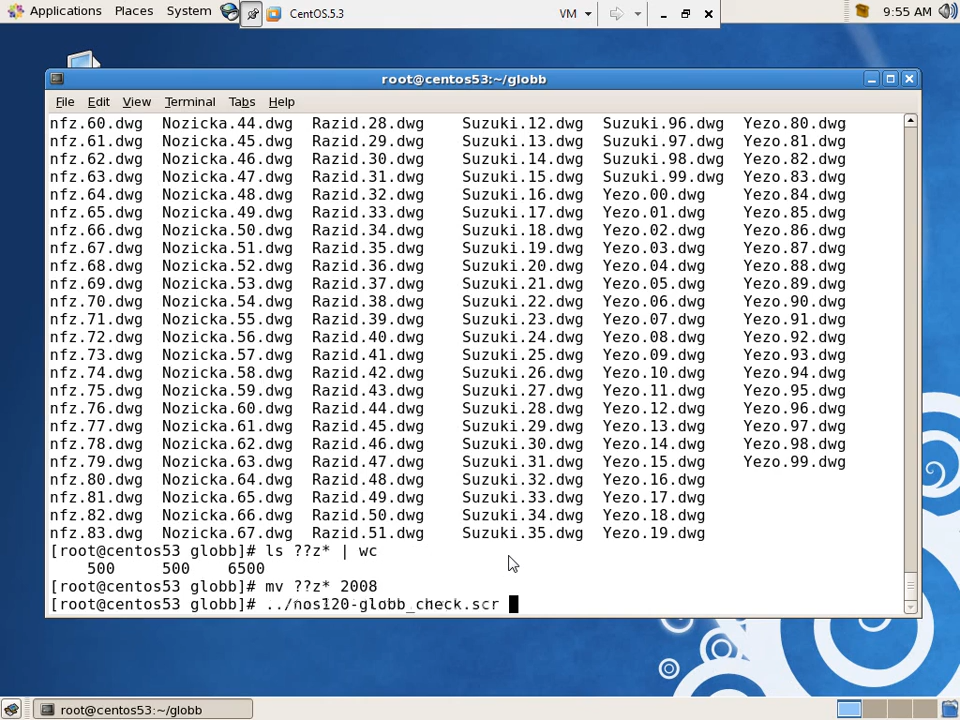 Applications Places System CentOS.5.3 VM 9:55 AM
root@centos53:~/globb
File Edit View Terminal Tabs Help
nfz.60.dwg Nozicka.44.dwg Razid.28.dwg Suzuki.12.dwg Suzuki.96.dwg Yezo.80.dwg
nfz.61.dwg Nozicka.45.dwg Razid.29.dwg Suzuki.13.dwg Suzuki.97.dwg Yezo.81.dwg
nfz.62.dwg Nozicka.46.dwg Razid.30.dwg Suzuki.14.dwg Suzuki.98.dwg Yezo.82.dwg
nfz.63.dwg Nozicka.47.dwg Razid.31.dwg Suzuki.15.dwg Suzuki.99.dwg Yezo.83.dwg
nfz.64.dwg Nozicka.48.dwg Razid.32.dwg Suzuki.16.dwg Yezo.00.dwg Yezo.84.dwg
nfz.65.dwg Nozicka.49.dwg Razid.33.dwg Suzuki.17.dwg Yezo.01.dwg Yezo.85.dwg
nfz.66.dwg Nozicka.50.dwg Razid.34.dwg Suzuki.18.dwg Yezo.02.dwg Yezo.86.dwg
nfz.67.dwg Nozicka.51.dwg Razid.35.dwg Suzuki.19.dwg Yezo.03.dwg Yezo.87.dwg
nfz.68.dwg Nozicka.52.dwg Razid.36.dwg Suzuki.20.dwg Yezo.04.dwg Yezo.88.dwg
nfz.69.dwg Nozicka.53.dwg Razid.37.dwg Suzuki.21.dwg Yezo.05.dwg Yezo.89.dwg
nfz.70.dwg Nozicka.54.dwg Razid.38.dwg Suzuki.22.dwg Yezo.06.dwg Yezo.90.dwg
nfz.71.dwg Nozicka.55.dwg Razid.39.dwg Suzuki.23.dwg Yezo.07.dwg Yezo.91.dwg
nfz.72.dwg Nozicka.56.dwg Razid.40.dwg Suzuki.24.dwg Yezo.08.dwg Yezo.92.dwg
nfz.73.dwg Nozicka.57.dwg Razid.41.dwg Suzuki.25.dwg Yezo.09.dwg Yezo.93.dwg
nfz.74.dwg Nozicka.58.dwg Razid.42.dwg Suzuki.26.dwg Yezo.10.dwg Yezo.94.dwg
nfz.75.dwg Nozicka.59.dwg Razid.43.dwg Suzuki.27.dwg Yezo.11.dwg Yezo.95.dwg
nfz.76.dwg Nozicka.60.dwg Razid.44.dwg Suzuki.28.dwg Yezo.12.dwg Yezo.96.dwg
nfz.77.dwg Nozicka.61.dwg Razid.45.dwg Suzuki.29.dwg Yezo.13.dwg Yezo.97.dwg
nfz.78.dwg Nozicka.62.dwg Razid.46.dwg Suzuki.30.dwg Yezo.14.dwg Yezo.98.dwg
nfz.79.dwg Nozicka.63.dwg Razid.47.dwg Suzuki.31.dwg Yezo.15.dwg Yezo.99.dwg
nfz.80.dwg Nozicka.64.dwg Razid.48.dwg Suzuki.32.dwg Yezo.16.dwg
nfz.81.dwg Nozicka.65.dwg Razid.49.dwg Suzuki.33.dwg Yezo.17.dwg
nfz.82.dwg Nozicka.66.dwg Razid.50.dwg Suzuki.34.dwg Yezo.18.dwg
nfz.83.dwg Nozicka.67.dwg Razid.51.dwg Suzuki.35.dwg Yezo.19.dwg
[root@centos53 globb]# ls ??z* | wc
500 500 6500
[root@centos53 globb]# mv ??z* 2008
[root@centos53 globb]# ../nos120-globb_check.scr
root@centos53:~/globb